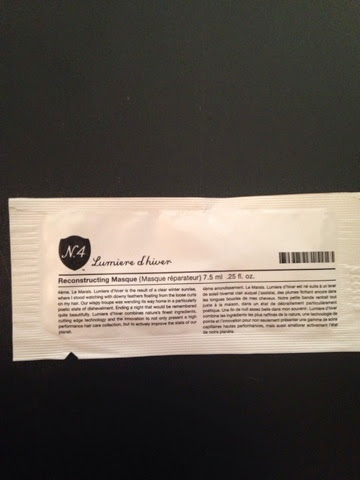 N.4
Lumiere d'hiver
Reconstructing Masque (Masque réparateur) 7.5 ml .25 fl. oz.
4ème. Le Marais. Lumiere d'hiver is the result of a clear winter sunrise,
where I stood watching with downy feathers floating from the loose curls
on my hair. Our wispy troupe was wending its way home in a particularly
poetic state of dishevelment. Ending a night that would be remembered
quite beautifully. Lumiere d'hiver combines nature's finest ingredients,
cutting edge technology and the innovation to not only present a high
performance hair care collection, but to actively improve the state of our
planet.
4ème arrondissement. Le Marais. Lumiere d'hiver est né suite à un lever
de soleil hivernal clair auquel j'assistai, des plumes flottant encore dans
les longues boucles de mes cheveux. Notre petite bande rentrait tout
juste à la maison, dans un état de débraillement particulièrement
poétique. Une fin de nuit assez belle dans mon souvenir. Lumiere d'hiver
combine les ingrédients les plus raffinés de la nature, une technologie de
pointe et l'innovation pour non seulement présenter une gamme de soins
capillaires haute performances, mais aussi améliorer activement l'état
de notre planète.